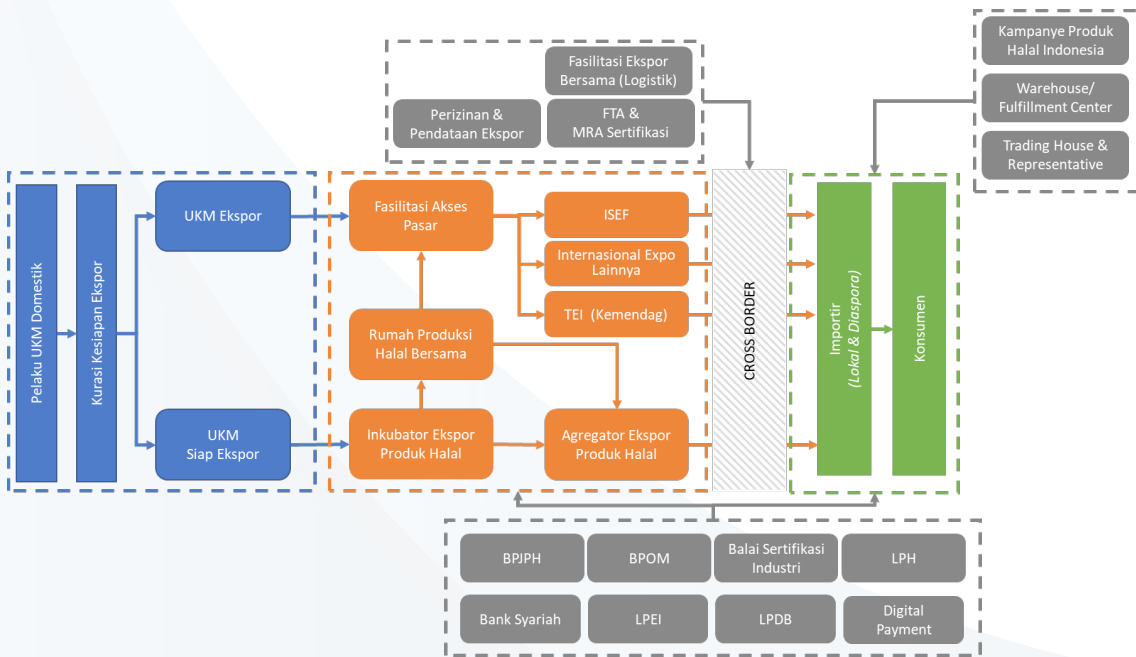 Fasilitasi Ekspor
Bersama (Logistik)
Perizinan &
Pendataan Ekspor
FTA &
MRA Sertifikasi
Kampanye Produk
Halal Indonesia
Warehouse/
Fulfillment Center
Trading House &
Representative
Pelaku UKM Domestik
Kurasi Kesiapan Ekspor
UKM Ekspor
UKM
Siap Ekspor
Fasilitasi Akses
Pasar
Rumah Produksi
Halal Bersama
Inkubator Ekspor
Produk Halal
ISEF
Internasional Expo
Lainnya
TEI (Kemendag)
Agregator Ekspor
Produk Halal
CROSS BORDER
Importir
(Lokal & Diaspora)
Konsumen
BPJPH
BPOM
Balai Sertifikasi
Industri
LPH
Bank Syariah
LPEI
LPDB
Digital
Payment